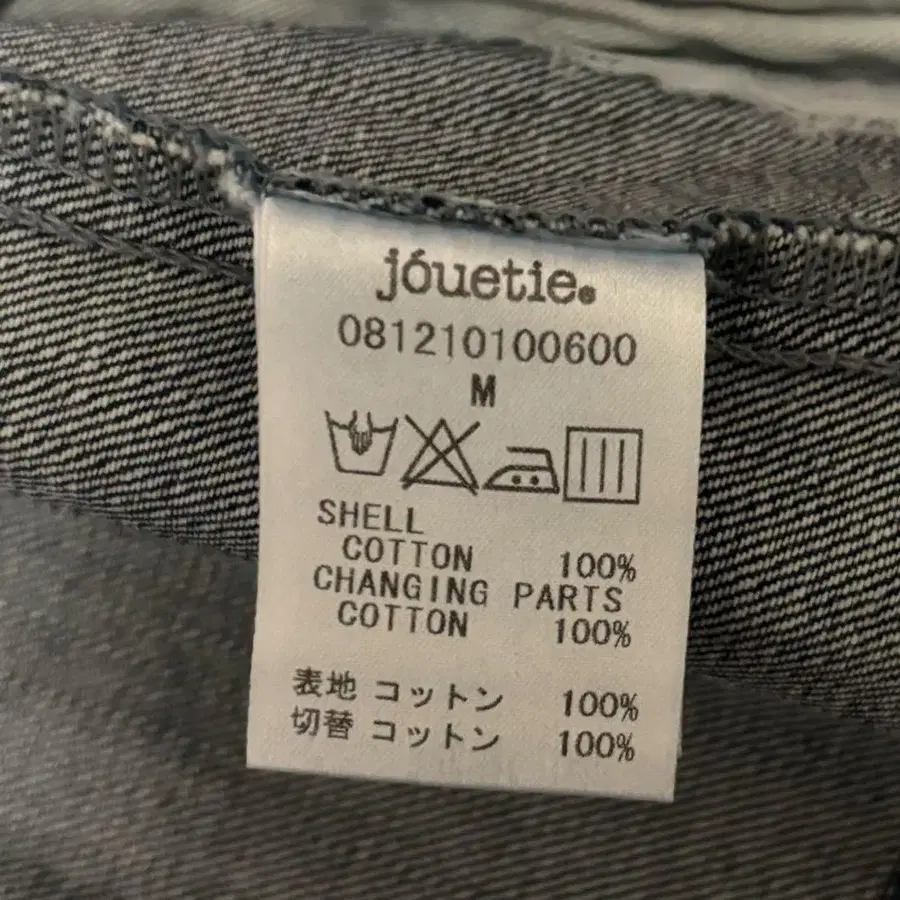 jóuetie.
081210100600
M
SHELL
COTTON 100%
CHANGING PARTS
COTTON 100%
表地 コットン 100%
切替 コットン 100%